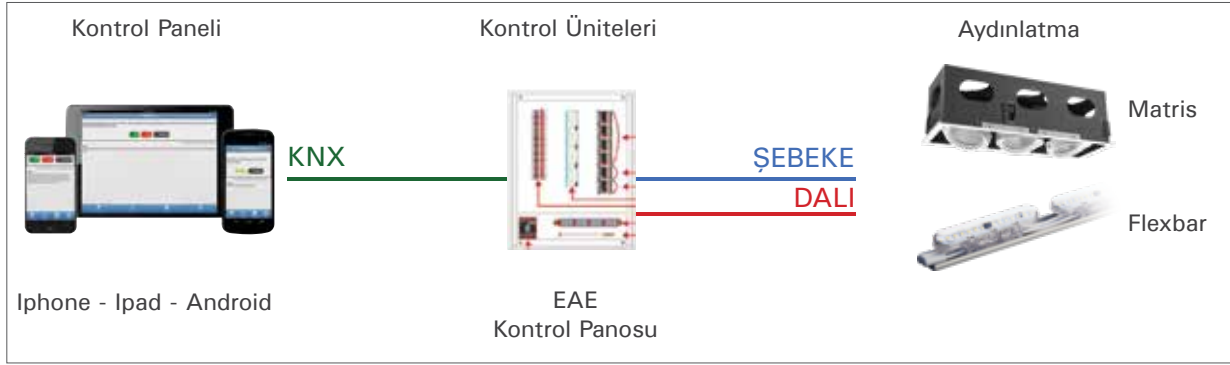 Kontrol Paneli
Kontrol Üniteleri
Aydınlatma
Matris
KNX
ŞEBEKE
DALI
Flexbar
Iphone - Ipad - Android
EAE
Kontrol Panosu